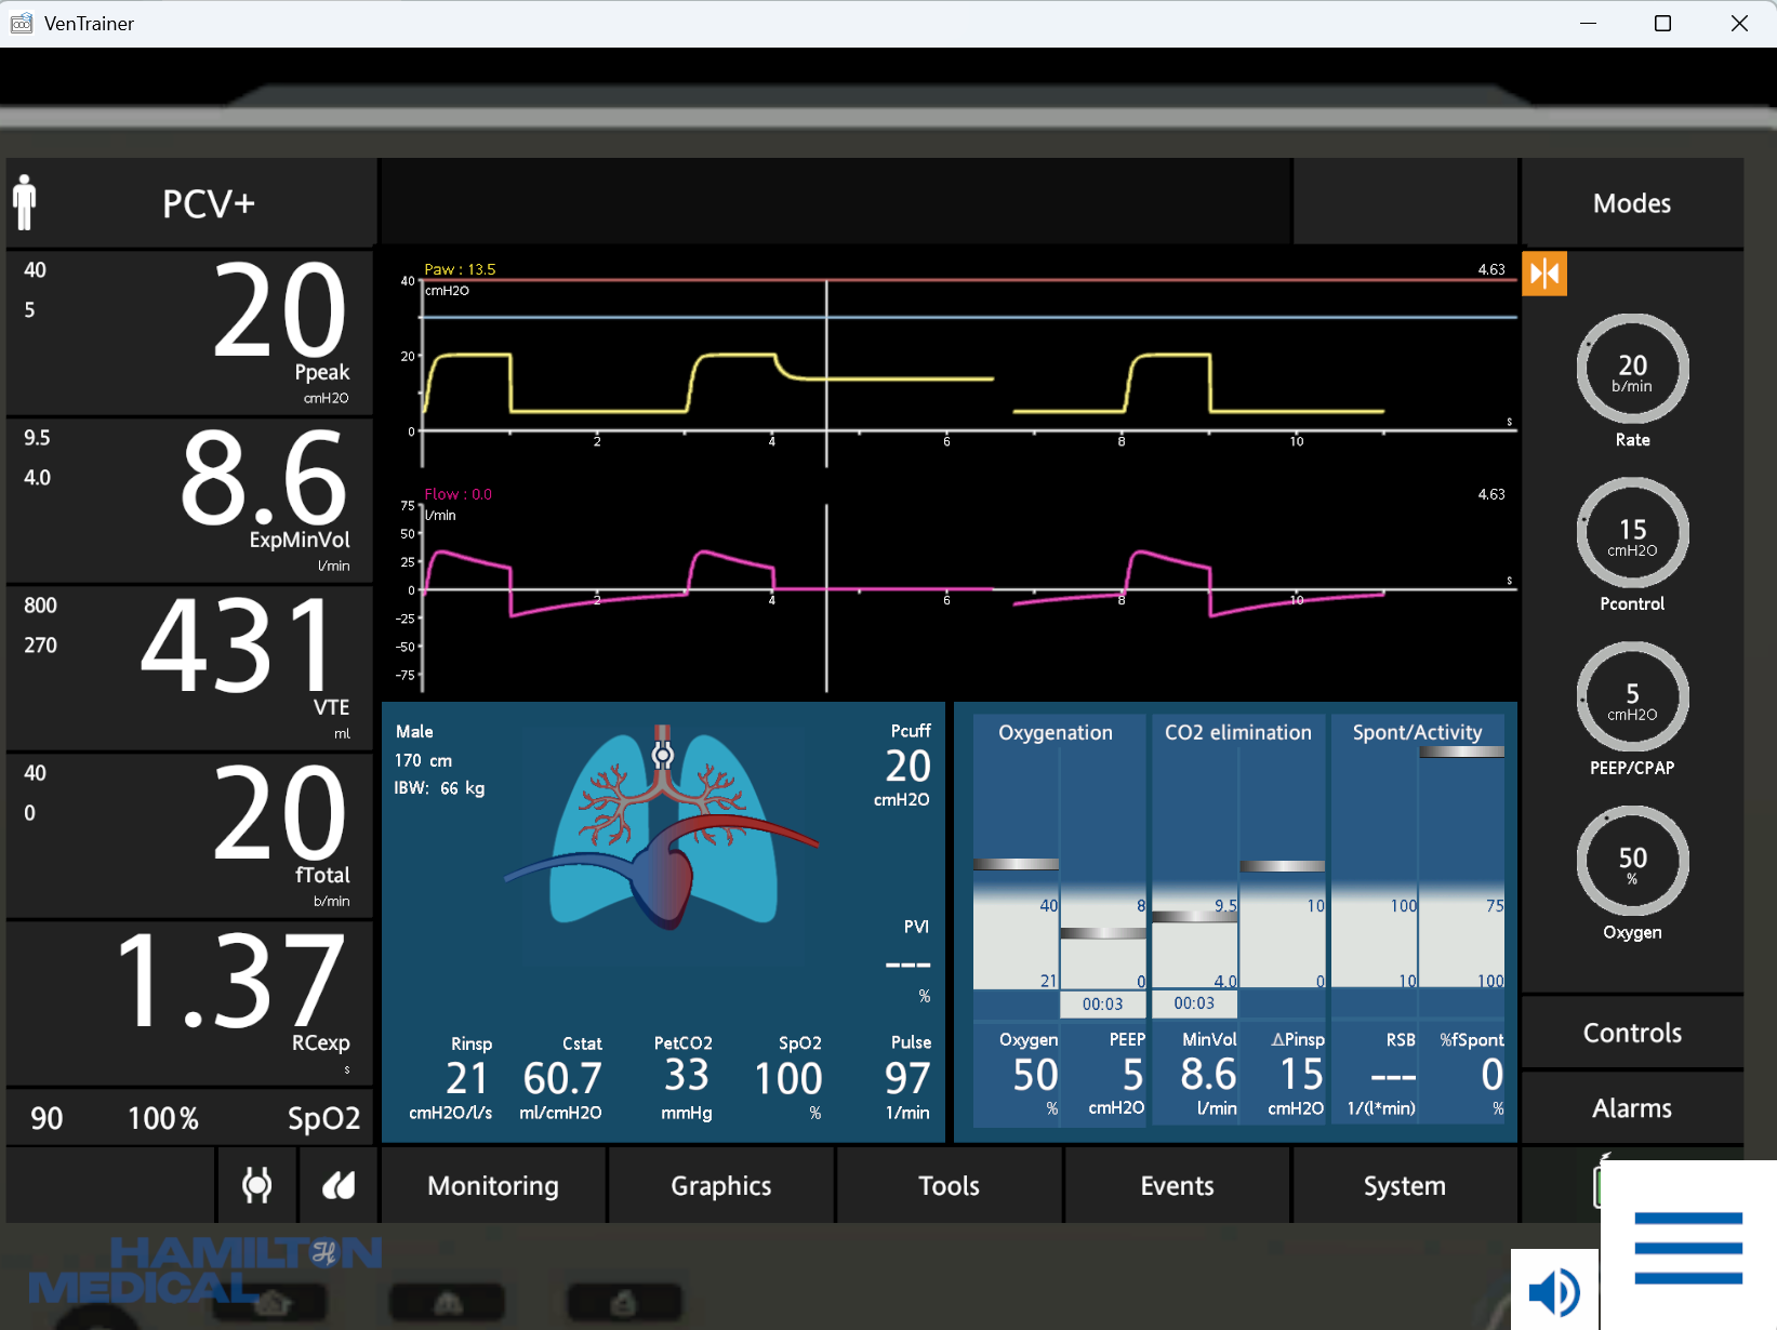 VenTrainer
PCV+
Modes
40
5
20
Ppeak
cmH2O
9.5
4.0
8.6
ExpMinVol
l/min
800
270
431
VTE
ml
40
0
20
fTotal
b/min
1.37
RCexp
s
90 100% SpO2
Paw : 13.5
4.63
cmH2O
40
20
0
2 4 6 8 10
s
Flow : 0.0
4.63
l/min
75
50
25
0
-25
-50
-75
2 4 6 8 10
s
Male
170 cm
IBW: 66 kg
Pcuff
20
cmH2O
PVI
---
%
Rinsp Cstat PetCO2 SpO2 Pulse
21 60.7 33 100 97
cmH2O/l/s ml/cmH2O mmHg % 1/min
Oxygenation CO2 elimination Spont/Activity
40 8 9.5 10 100 75
21 0 4.0 0 10 100
00:03 00:03
Oxygen PEEP MinVol ΔPinsp RSB %fSpont
50 5 8.6 15 --- 0
% cmH2O l/min cmH2O 1/(l*min) %
20
b/min
Rate
15
cmH2O
Pcontrol
5
cmH2O
PEEP/CPAP
50
%
Oxygen
Controls
Alarms
Monitoring Graphics Tools Events System
HAMILTON
MEDICAL